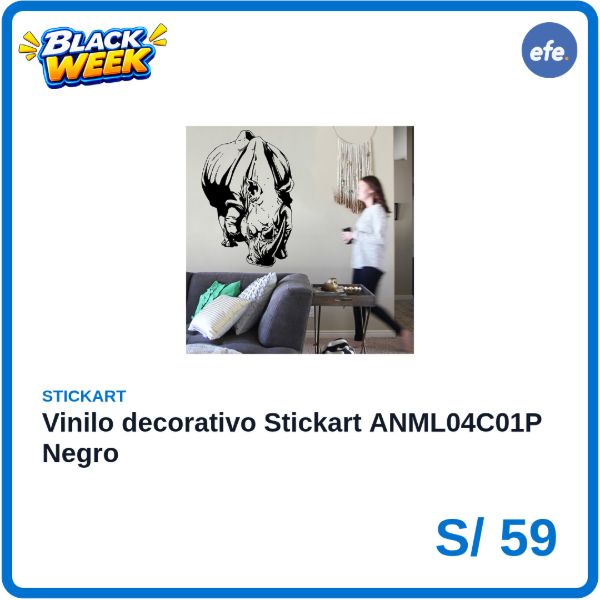 BLACK
WEEK
efe.
STICKART
Vinilo decorativo Stickart ANML04C01P
Negro
S/ 59